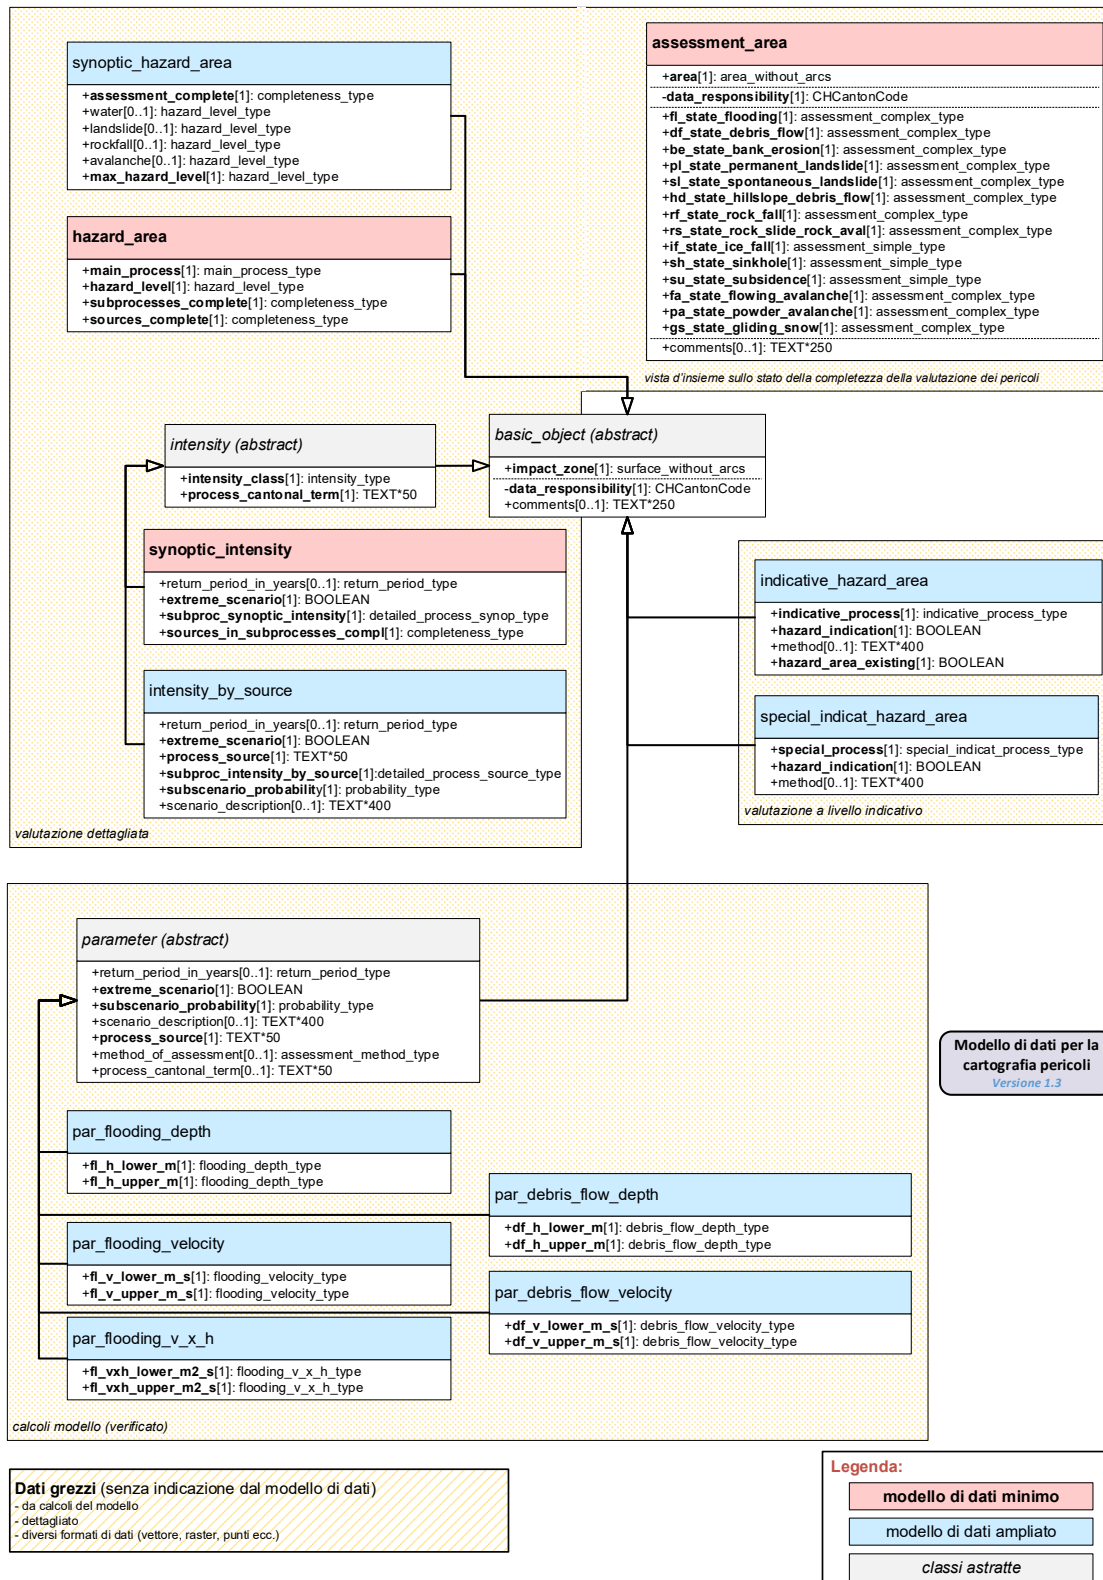 synoptic_hazard_area
+assessment_complete[1]: completeness_type
+water[0..1]: hazard_level_type
+landslide[0..1]: hazard_level_type
+rockfall[0..1]: hazard_level_type
+avalanche[0..1]: hazard_level_type
+max_hazard_level[1]: hazard_level_type
hazard_area
+main_process[1]: main_process_type
+hazard_level[1]: hazard_level_type
+subprocesses_complete[1]: completeness_type
+sources_complete[1]: completeness_type
assessment_area
+area[1]: area_without_arcs
-data_responsibility[1]: CHCantonCode
+fl_state_flooding[1]: assessment_complex_type
+df_state_debris_flow[1]: assessment_complex_type
+be_state_bank_erosion[1]: assessment_complex_type
+pl_state_permanent_landslide[1]: assessment_complex_type
+sl_state_spontaneous_landslide[1]: assessment_complex_type
+hd_state_hillslope_debris_flow[1]: assessment_complex_type
+rf_state_rock_fall[1]: assessment_complex_type
+rs_state_rock_slide_rock_aval[1]: assessment_complex_type
+if_state_ice_fall[1]: assessment_simple_type
+sh_state_sinkhole[1]: assessment_simple_type
+su_state_subsidence[1]: assessment_simple_type
+fa_state_flowing_avalanche[1]: assessment_complex_type
+pa_state_powder_avalanche[1]: assessment_complex_type
+gs_state_gliding_snow[1]: assessment_complex_type
+comments[0..1]: TEXT*250
vista d'insieme sullo stato della completezza della valutazione dei pericoli
intensity (abstract)
+intensity_class[1]: intensity_type
+process_cantonal_term[1]: TEXT*50
basic_object (abstract)
+impact_zone[1]: surface_without_arcs
-data_responsibility[1]: CHCantonCode
+comments[0..1]: TEXT*250
synoptic_intensity
+return_period_in_years[0..1]: return_period_type
+extreme_scenario[1]: BOOLEAN
+subproc_synoptic_intensity[1]: detailed_process_synop_type
+sources_in_subprocesses_compl[1]: completeness_type
intensity_by_source
+return_period_in_years[0..1]: return_period_type
+extreme_scenario[1]: BOOLEAN
+process_source[1]: TEXT*50
+subproc_intensity_by_source[1]:detailed_process_source_type
+subscenario_probability[1]: probability_type
+scenario_description[0..1]: TEXT*400
valutazione dettagliata
indicative_hazard_area
+indicative_process[1]: indicative_process_type
+hazard_indication[1]: BOOLEAN
+method[0..1]: TEXT*400
+hazard_area_existing[1]: BOOLEAN
special_indicat_hazard_area
+special_process[1]: special_indicat_process_type
+hazard_indication[1]: BOOLEAN
+method[0..1]: TEXT*400
valutazione a livello indicativo
parameter (abstract)
+return_period_in_years[0..1]: return_period_type
+extreme_scenario[1]: BOOLEAN
+subscenario_probability[1]: probability_type
+scenario_description[0..1]: TEXT*400
+process_source[1]: TEXT*50
+method_of_assessment[0..1]: assessment_method_type
+process_cantonal_term[0..1]: TEXT*50
Modello di dati per la
cartografia pericoli
Versione 1.3
par_flooding_depth
+fl_h_lower_m[1]: flooding_depth_type
+fl_h_upper_m[1]: flooding_depth_type
par_debris_flow_depth
+df_h_lower_m[1]: debris_flow_depth_type
+df_h_upper_m[1]: debris_flow_depth_type
par_flooding_velocity
+fl_v_lower_m_s[1]: flooding_velocity_type
+fl_v_upper_m_s[1]: flooding_velocity_type
par_debris_flow_velocity
+df_v_lower_m_s[1]: debris_flow_velocity_type
+df_v_upper_m_s[1]: debris_flow_velocity_type
par_flooding_v_x_h
+fl_vxh_lower_m2_s[1]: flooding_v_x_h_type
+fl_vxh_upper_m2_s[1]: flooding_v_x_h_type
calcoli modello (verificato)
Dati grezzi (senza indicazione dal modello di dati)
- da calcoli del modello
- dettagliato
- diversi formati di dati (vettore, raster, punti ecc.)
Legenda:
modello di dati minimo
modello di dati ampliato
classi astratte